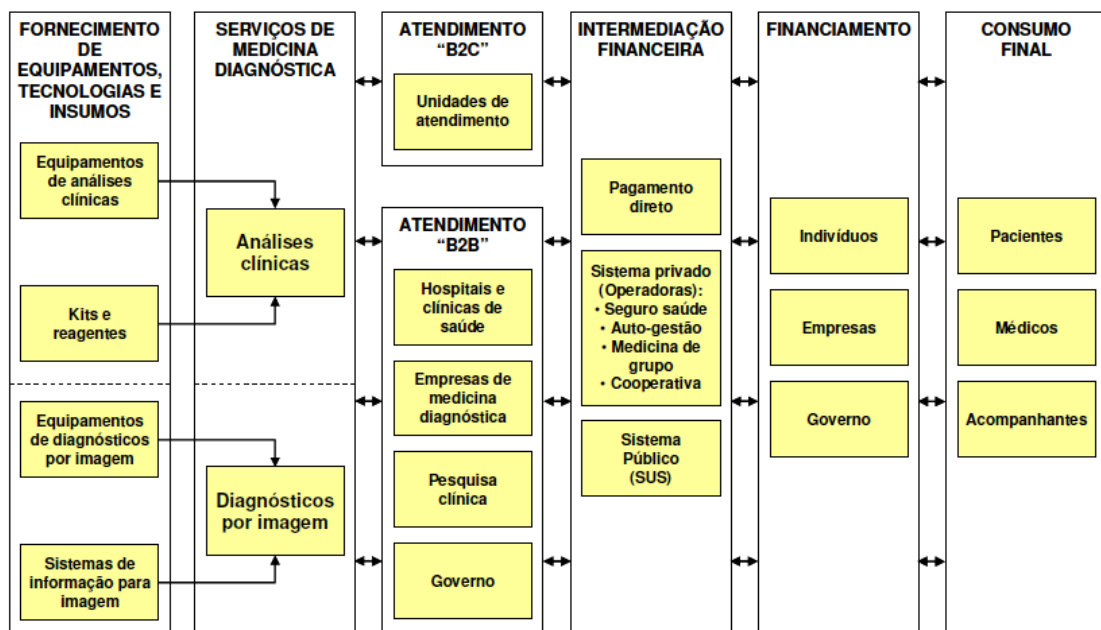 FORNECIMENTO
DE
EQUIPAMENTOS,
TECNOLOGIAS E
INSUMOS
Equipamentos
de análises
clínicas
Kits e
reagentes
Equipamentos
de diagnósticos
por imagem
Sistemas de
informação para
imagem
SERVIÇOS DE
MEDICINA
DIAGNÓSTICA
Análises
clínicas
Diagnósticos
por imagem
ATENDIMENTO
“B2C”
Unidades de
atendimento
ATENDIMENTO
“B2B”
Hospitais e
clínicas de
saúde
Empresas de
medicina
diagnóstica
Pesquisa
clínica
Governo
INTERMEDIAÇÃO
FINANCEIRA
Pagamento
direto
Sistema privado
(Operadoras):
• Seguro saúde
• Auto-gestão
• Medicina de
grupo
• Cooperativa
Sistema
Público
(SUS)
FINANCIAMENTO
Indivíduos
Empresas
Governo
CONSUMO
FINAL
Pacientes
Médicos
Acompanhantes